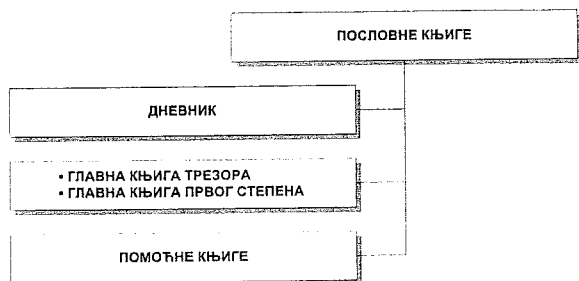 ПОСЛОВНЕ КЊИГЕ
ДНЕВНИК
• ГЛАВНА КЊИГА ТРЕЗОРА
• ГЛАВНА КЊИГА ПРВОГ СТЕПЕНА
ПОМОЋНЕ КЊИГЕ